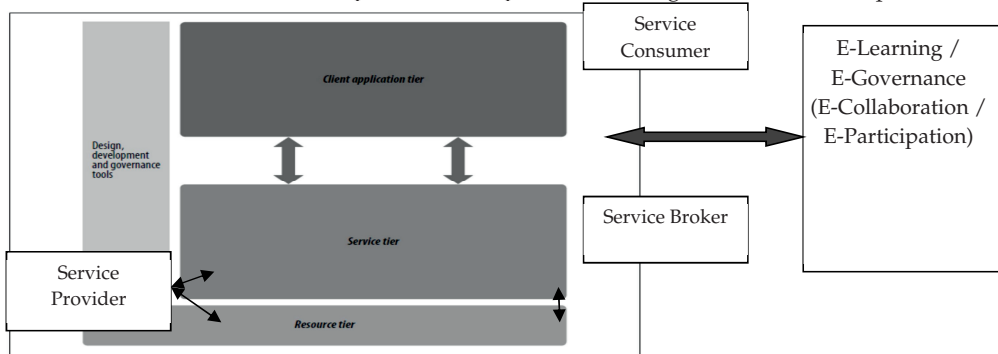 Service
Consumer
E-Learning /
E-Governance
(E-Collaboration /
E-Participation)
Client application tier
Design,
development
and governance
tools
Service Broker
Service tier
Service
Provider
Resource tier